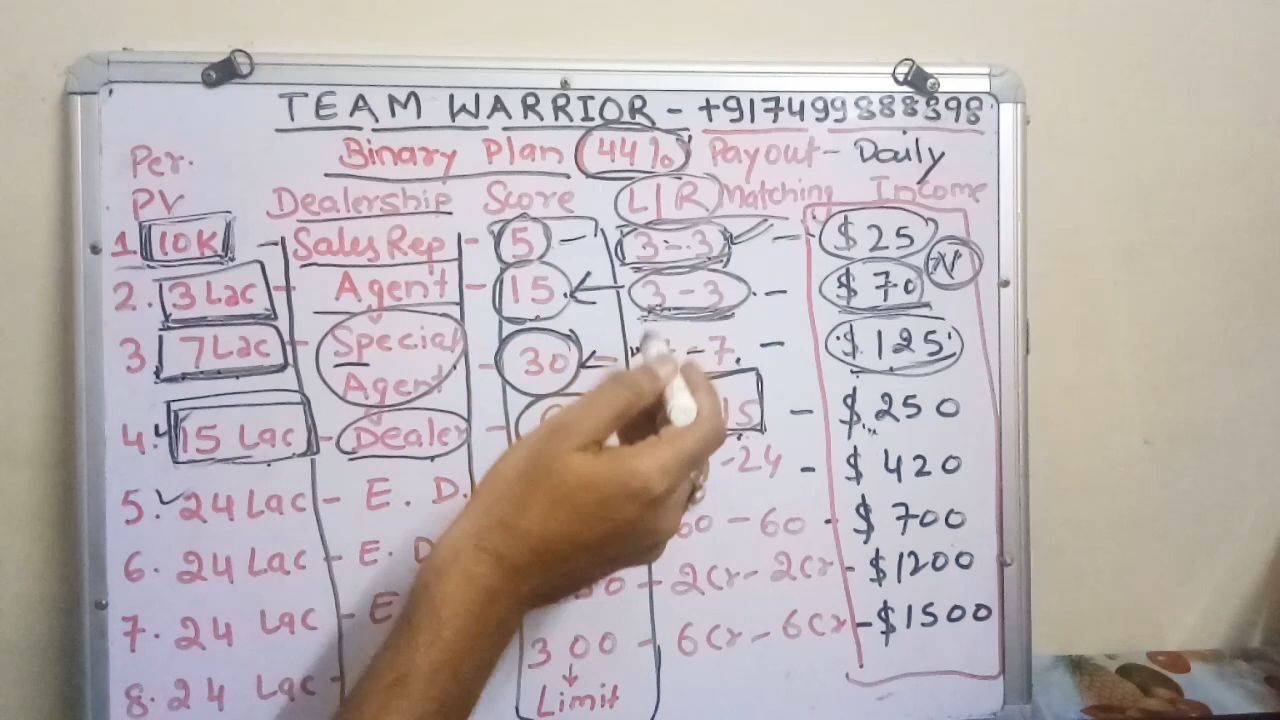 TEAM WARRIOR - +917499888398
Per. Binary Plan (44%) Payout - Daily
PV Dealership Score L|R Matching Income
1. 10K - Sales Rep - 5 - 3-3 - $25 N
2. 3 Lac - Agent - 15 ← 3-3 - $70
3. 7 Lac - Special Agent - 30 ← -7 - $125
4. 15 Lac - Dealer - 15 - $250
5. 24 Lac - E. D. -24 - $420
6. 24 Lac - E. D 60 - 60 - $700
7. 24 Lac - E - 2Cr - 2Cr - $1200
8. 24 Lac - 300 - 6Cr - 6Cr - $1500
↓
Limit